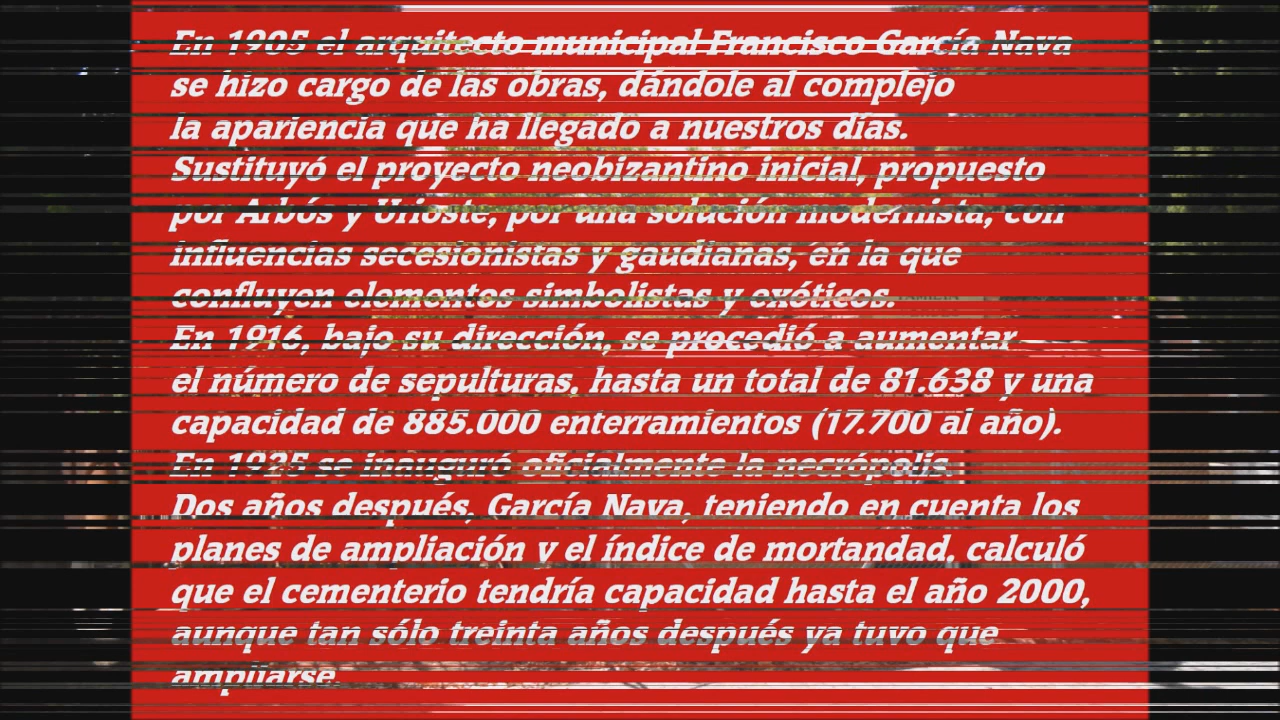 En 1905 el arquitecto municipal Francisco García Nava
se hizo cargo de las obras, dándole al complejo
la apariencia que ha llegado a nuestros días.
Sustituyó el proyecto neobizantino inicial, propuesto
por Arbós y Urioste, por una solución modernista, con
influencias secesionistas y gaudianas, en la que
confluyen elementos simbolistas y exóticos.
En 1916, bajo su dirección, se procedió a aumentar
el número de sepulturas, hasta un total de 81.638 y una
capacidad de 885.000 enterramientos (17.700 al año).
En 1925 se inauguró oficialmente la necrópolis.
Dos años después, García Nava, teniendo en cuenta los
planes de ampliación y el índice de mortandad, calculó
que el cementerio tendría capacidad hasta el año 2000,
aunque tan sólo treinta años después ya tuvo que
ampliarse.